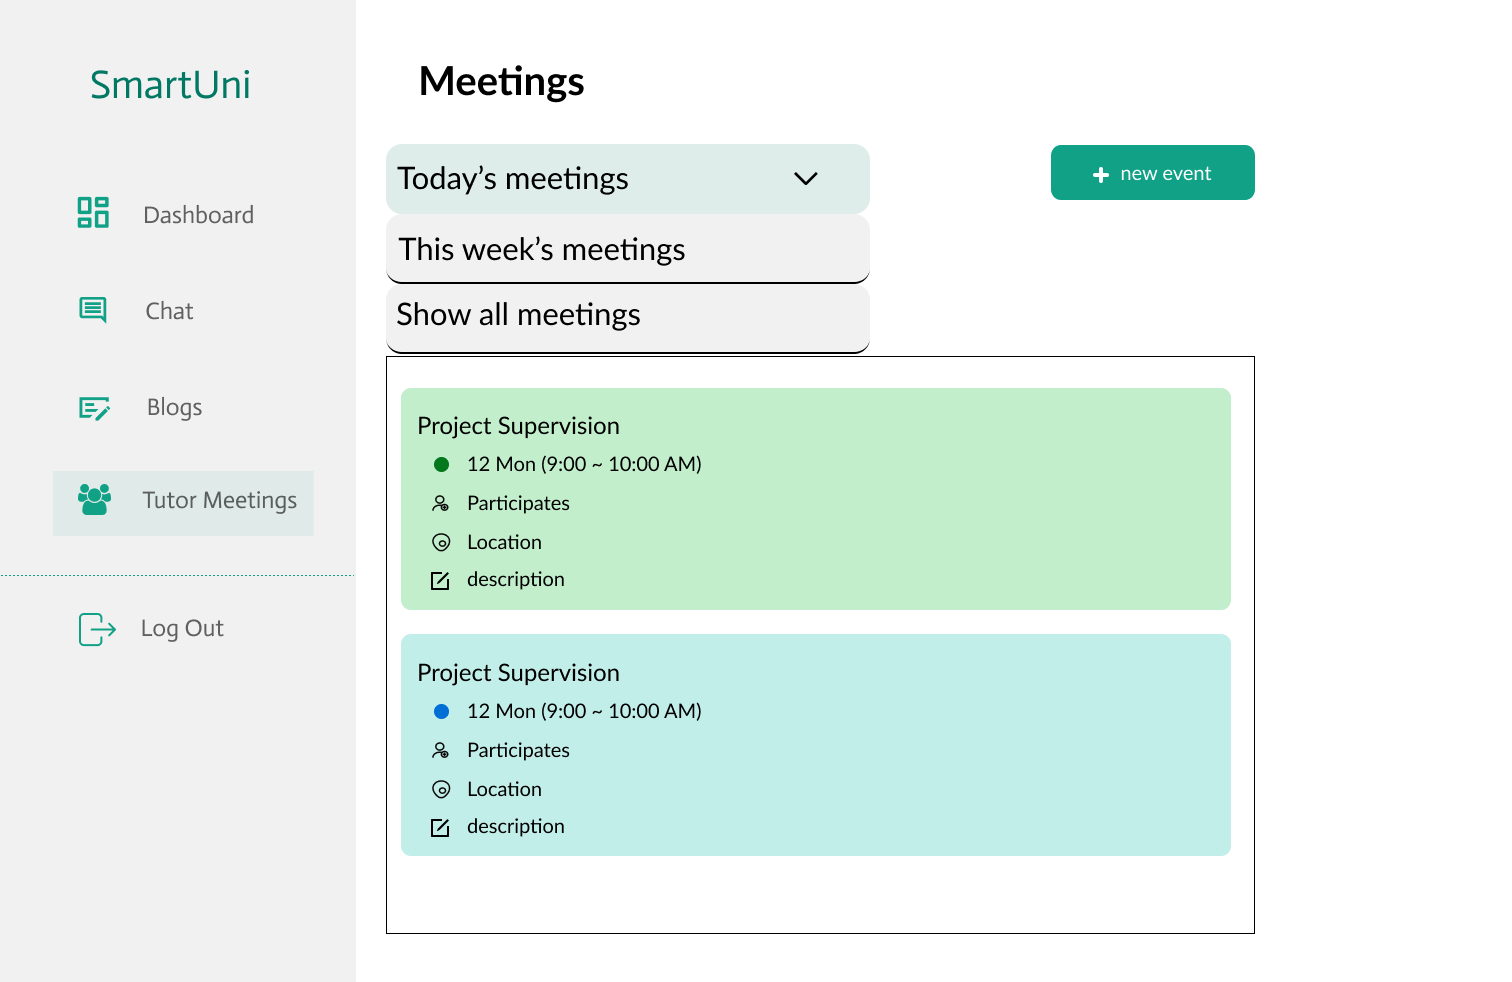 SmartUni
Dashboard
Chat
Blogs
Tutor Meetings
Log Out
Meetings
Today’s meetings
new event
This week’s meetings
Show all meetings
Project Supervision
12 Mon (9:00 ~ 10:00 AM)
Participates
Location
description
Project Supervision
12 Mon (9:00 ~ 10:00 AM)
Participates
Location
description